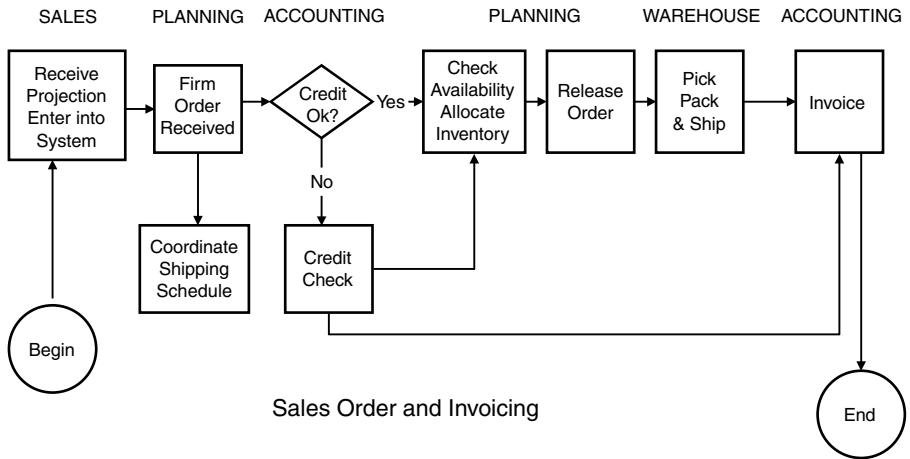 SALES
PLANNING
ACCOUNTING
PLANNING
WAREHOUSE
ACCOUNTING
Receive
Projection
Enter into
System
Firm
Order
Received
Credit
Ok?
Yes
Check
Availability
Allocate
Inventory
Release
Order
Pick
Pack
& Ship
Invoice
No
Coordinate
Shipping
Schedule
Credit
Check
Begin
Sales Order and Invoicing
End